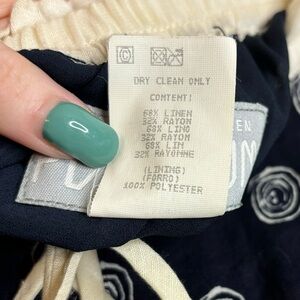 DRY CLEAN ONLY
CONTENT:
68% LINEN
32% RAYON
68% LINO
32% RAYON
68% LIN
32% RAYONNE
(LINING)
(FORRO)
100% POLYESTER
EN